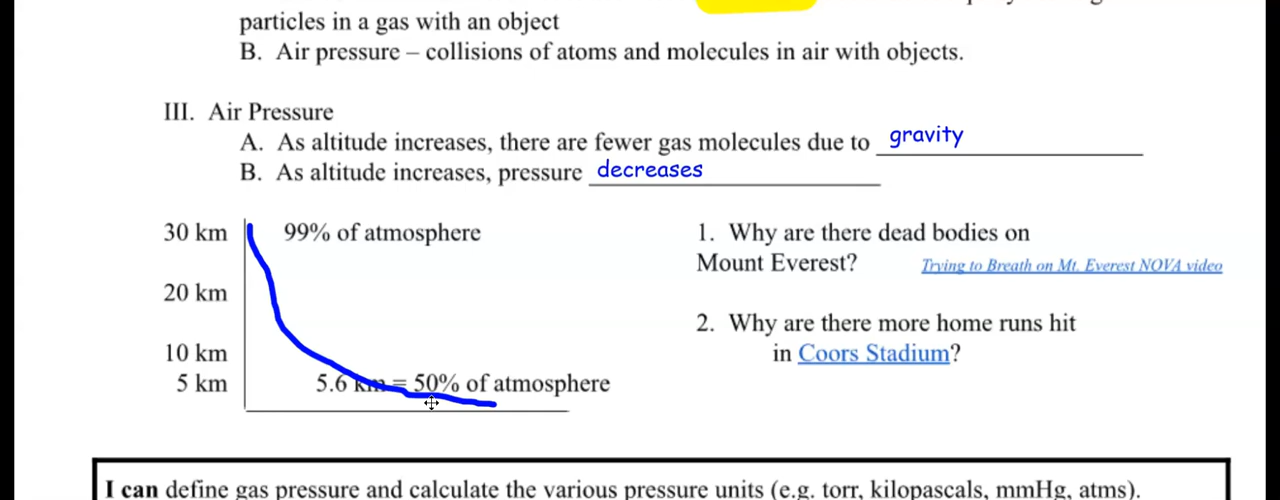 particles in a gas with an object
B. Air pressure – collisions of atoms and molecules in air with objects.
III. Air Pressure
A. As altitude increases, there are fewer gas molecules due to gravity
B. As altitude increases, pressure decreases
30 km 99% of atmosphere
20 km
10 km
5 km 5.6 km = 50% of atmosphere
1. Why are there dead bodies on
Mount Everest? Trying to Breath on Mt. Everest NOVA video
2. Why are there more home runs hit
in Coors Stadium?
I can define gas pressure and calculate the various pressure units (e.g. torr, kilopascals, mmHg, atms).